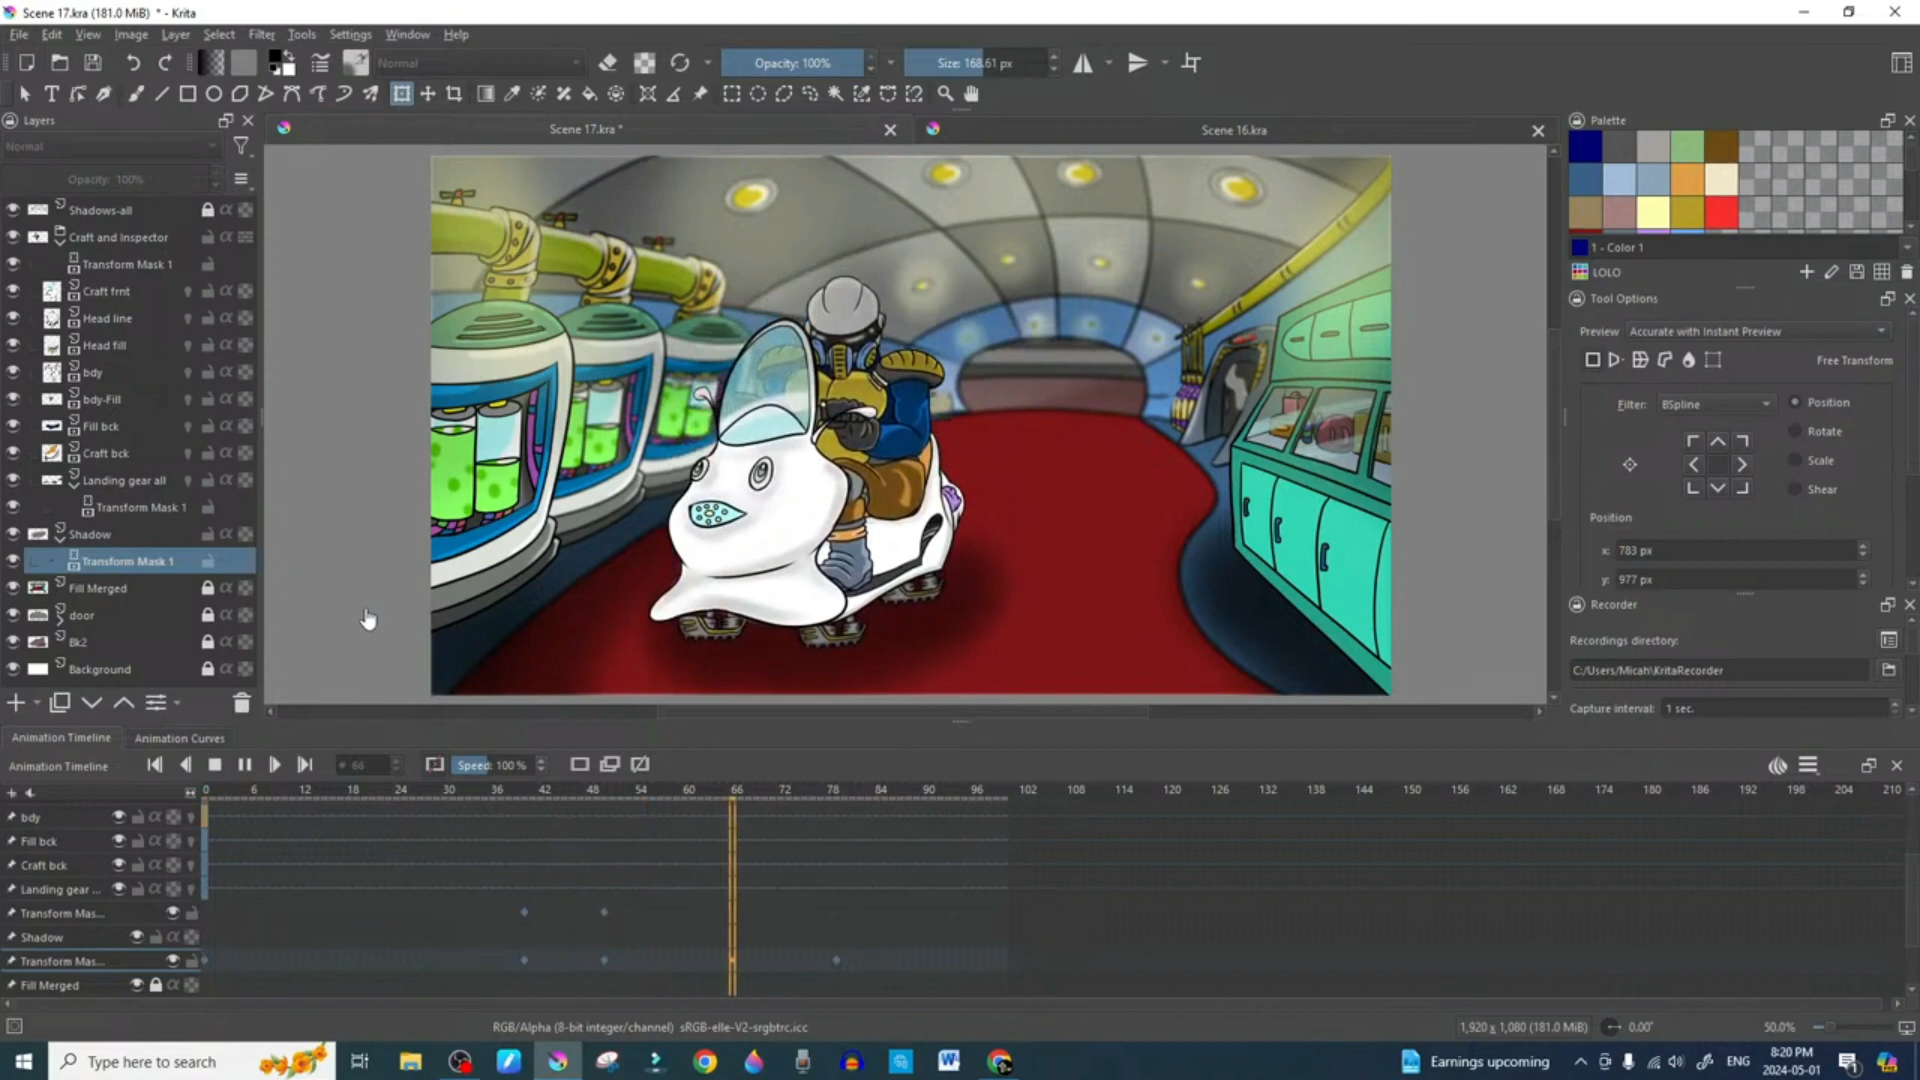 Scene 17.kra (181.0 MiB) * - Krita
File Edit View Image Layer Select Filter Tools Settings Window Help
Normal
Opacity: 100%
Size: 168.61 px
Layers
Scene 17.kra *
Scene 16.kra
Palette
Normal
Opacity: 100%
Shadows-all
Craft and Inspector
Transform Mask 1
Craft frnt
Head line
Head fill
bdy
bdy-Fill
Fill bck
Craft bck
Landing gear all
Transform Mask 1
Shadow
Transform Mask 1
Fill Merged
door
Bk2
Background
1 - Color 1
LOLO
Tool Options
Preview Accurate with Instant Preview
Free Transform
Filter: BSpline
Position
Rotate
Scale
Shear
Position
x: 783 px
y: 977 px
Recorder
Recordings directory:
C:/Users/Micah\KritaRecorder
Capture interval: 1 sec.
Animation Timeline Animation Curves
Animation Timeline
# 66
Speed: 100 %
0 6 12 18 24 30 36 42 48 54 60 66 72 78 84 90 96 102 108 114 120 126 132 138 144 150 156 162 168 174 180 186 192 198 204 210
bdy
Fill bck
Craft bck
Landing gear ...
Transform Mas...
Shadow
Transform Mas...
Fill Merged
RGB/Alpha (8-bit integer/channel) sRGB-elle-V2-srgbtrc.icc
1,920 x 1,080 (181.0 MiB)
0.00°
50.0%
Type here to search
Earnings upcoming
ENG
8:20 PM
2024-05-01
1